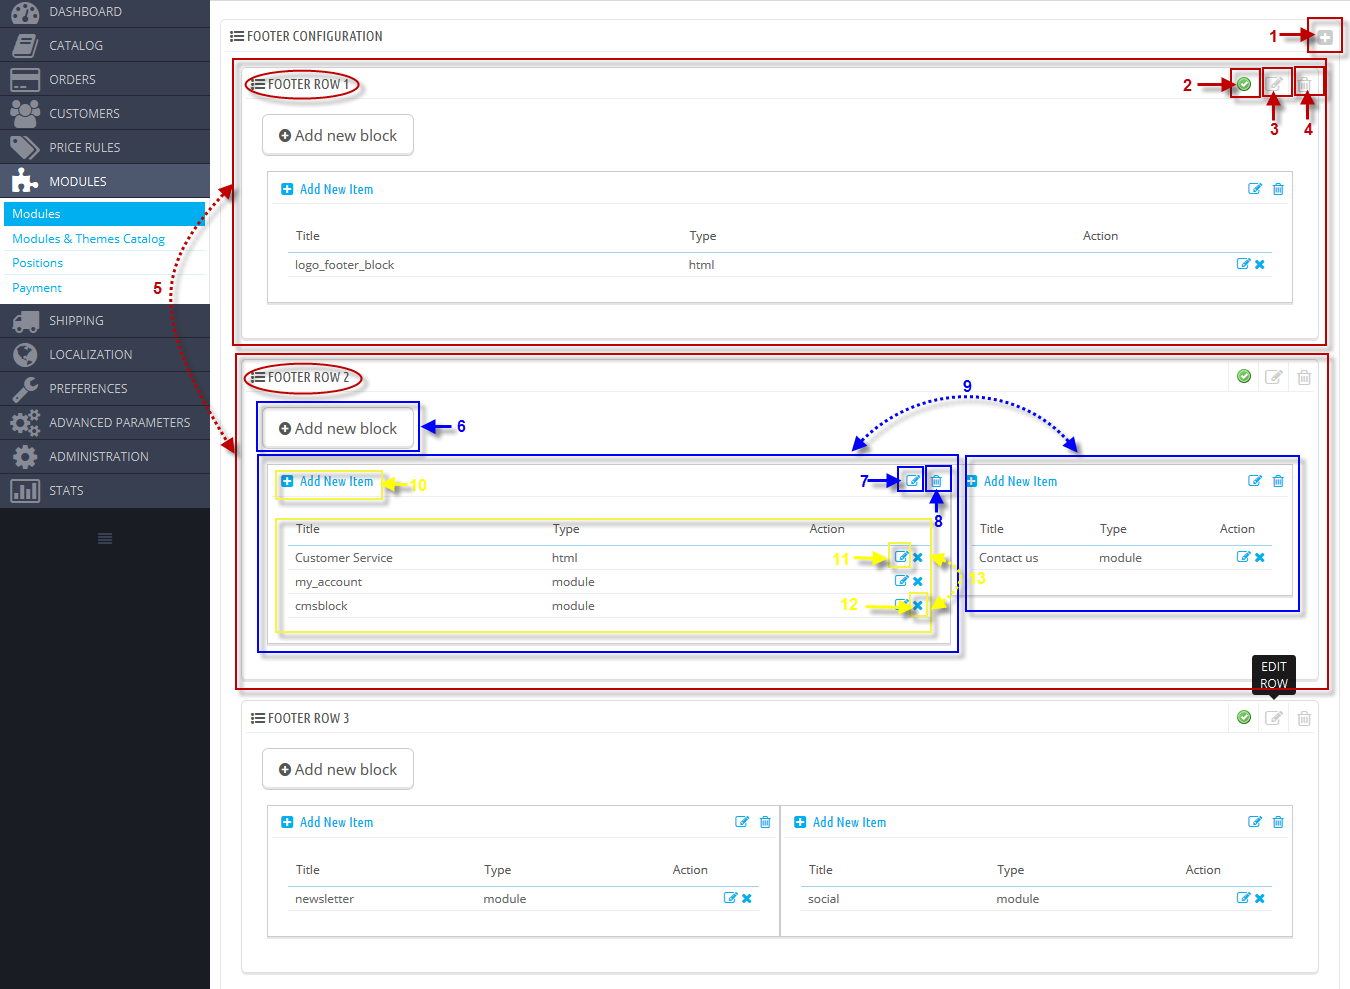 DASHBOARD
CATALOG
ORDERS
CUSTOMERS
PRICE RULES
MODULES
Modules
Modules & Themes Catalog
Positions
Payment
5
SHIPPING
LOCALIZATION
PREFERENCES
ADVANCED PARAMETERS
ADMINISTRATION
STATS
FOOTER CONFIGURATION
1
FOOTER ROW 1
2
3
4
Add new block
Add New Item
Title Type Action
logo_footer_block html
FOOTER ROW 2
9
Add new block
6
Add New Item
10
7
8
Title Type Action
Customer Service html
11
my_account module
13
cmsblock module
12
Add New Item
Title Type Action
Contact us module
EDIT
ROW
FOOTER ROW 3
Add new block
Add New Item
Title Type Action
newsletter module
Add New Item
Title Type Action
social module